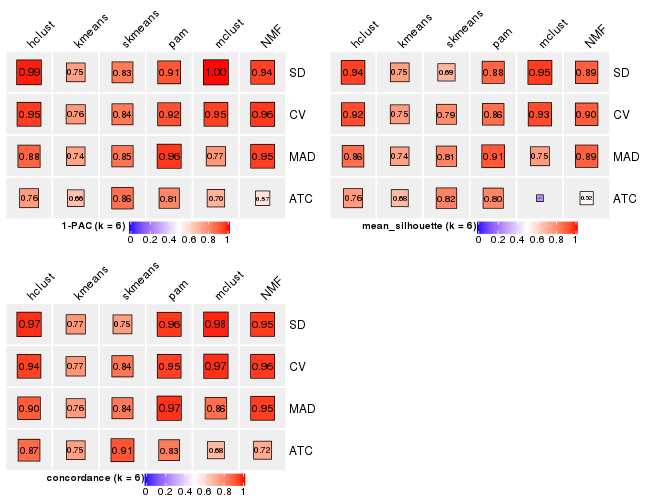 hclust kmeans skmeans pam mclust NMF
0.99 0.75 0.83 0.91 1.00 0.94 SD
0.95 0.76 0.84 0.92 0.95 0.96 CV
0.88 0.74 0.85 0.96 0.77 0.95 MAD
0.76 0.66 0.86 0.81 0.70 0.57 ATC
1-PAC (k = 6)
0 0.2 0.4 0.6 0.8 1
hclust kmeans skmeans pam mclust NMF
0.94 0.75 0.69 0.88 0.95 0.89 SD
0.92 0.75 0.79 0.86 0.93 0.90 CV
0.86 0.74 0.81 0.91 0.75 0.89 MAD
0.76 0.68 0.82 0.80 0.52 ATC
mean_silhouette (k = 6)
0 0.2 0.4 0.6 0.8 1
hclust kmeans skmeans pam mclust NMF
0.97 0.77 0.75 0.96 0.98 0.95 SD
0.94 0.77 0.84 0.95 0.97 0.96 CV
0.90 0.76 0.84 0.97 0.86 0.95 MAD
0.87 0.75 0.91 0.83 0.68 0.72 ATC
concordance (k = 6)
0 0.2 0.4 0.6 0.8 1